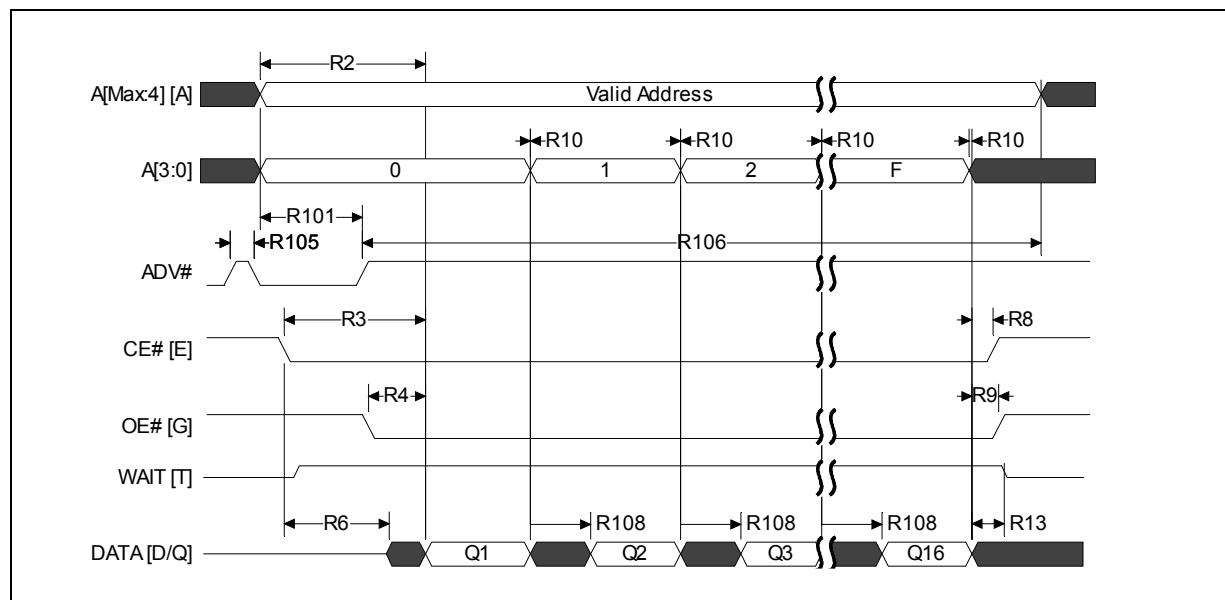 R2
A[Max:4] [A] Valid Address
R10 R10 R10 R10
A[3:0] 0 1 2 F
R101
R105 R106
ADV#
R3 R8
CE# [E]
R4 R9
OE# [G]
WAIT [T]
R6 R108 R108 R108 R13
DATA [D/Q] Q1 Q2 Q3 Q16